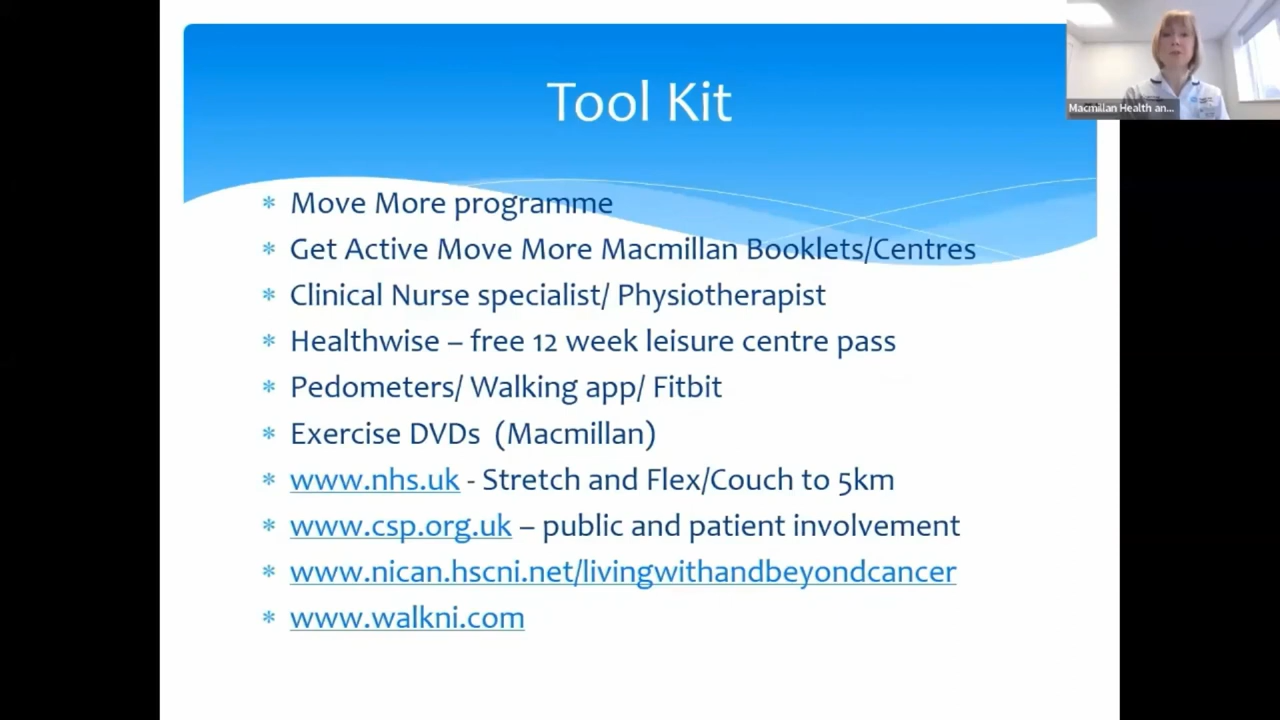 Tool Kit
Macmillan Health an...
* Move More programme
* Get Active Move More Macmillan Booklets/Centres
* Clinical Nurse specialist/ Physiotherapist
* Healthwise – free 12 week leisure centre pass
* Pedometers/ Walking app/ Fitbit
* Exercise DVDs (Macmillan)
* www.nhs.uk - Stretch and Flex/Couch to 5km
* www.csp.org.uk – public and patient involvement
* www.nican.hscni.net/livingwithandbeyondcancer
* www.walkni.com